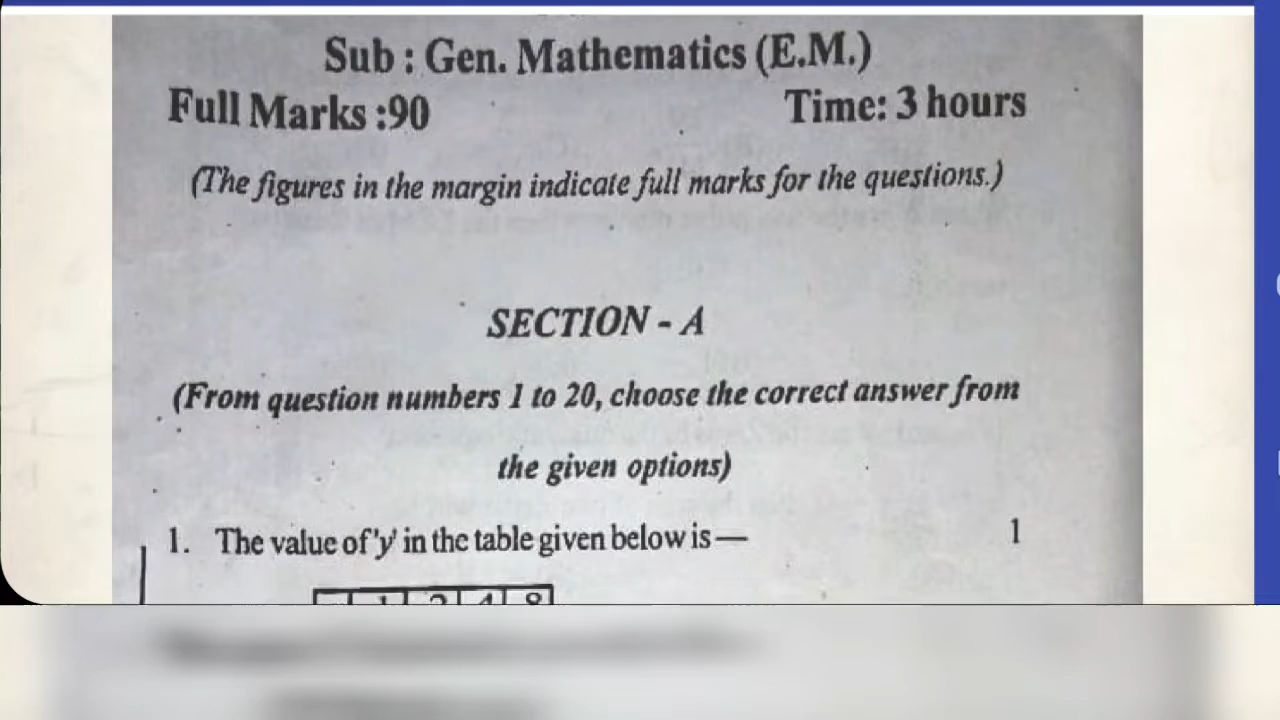 Sub : Gen. Mathematics (E.M.)
Full Marks :90 Time: 3 hours
(The figures in the margin indicate full marks for the questions.)
SECTION - A
(From question numbers 1 to 20, choose the correct answer from
the given options)
1. The value of 'y' in the table given below is — 1